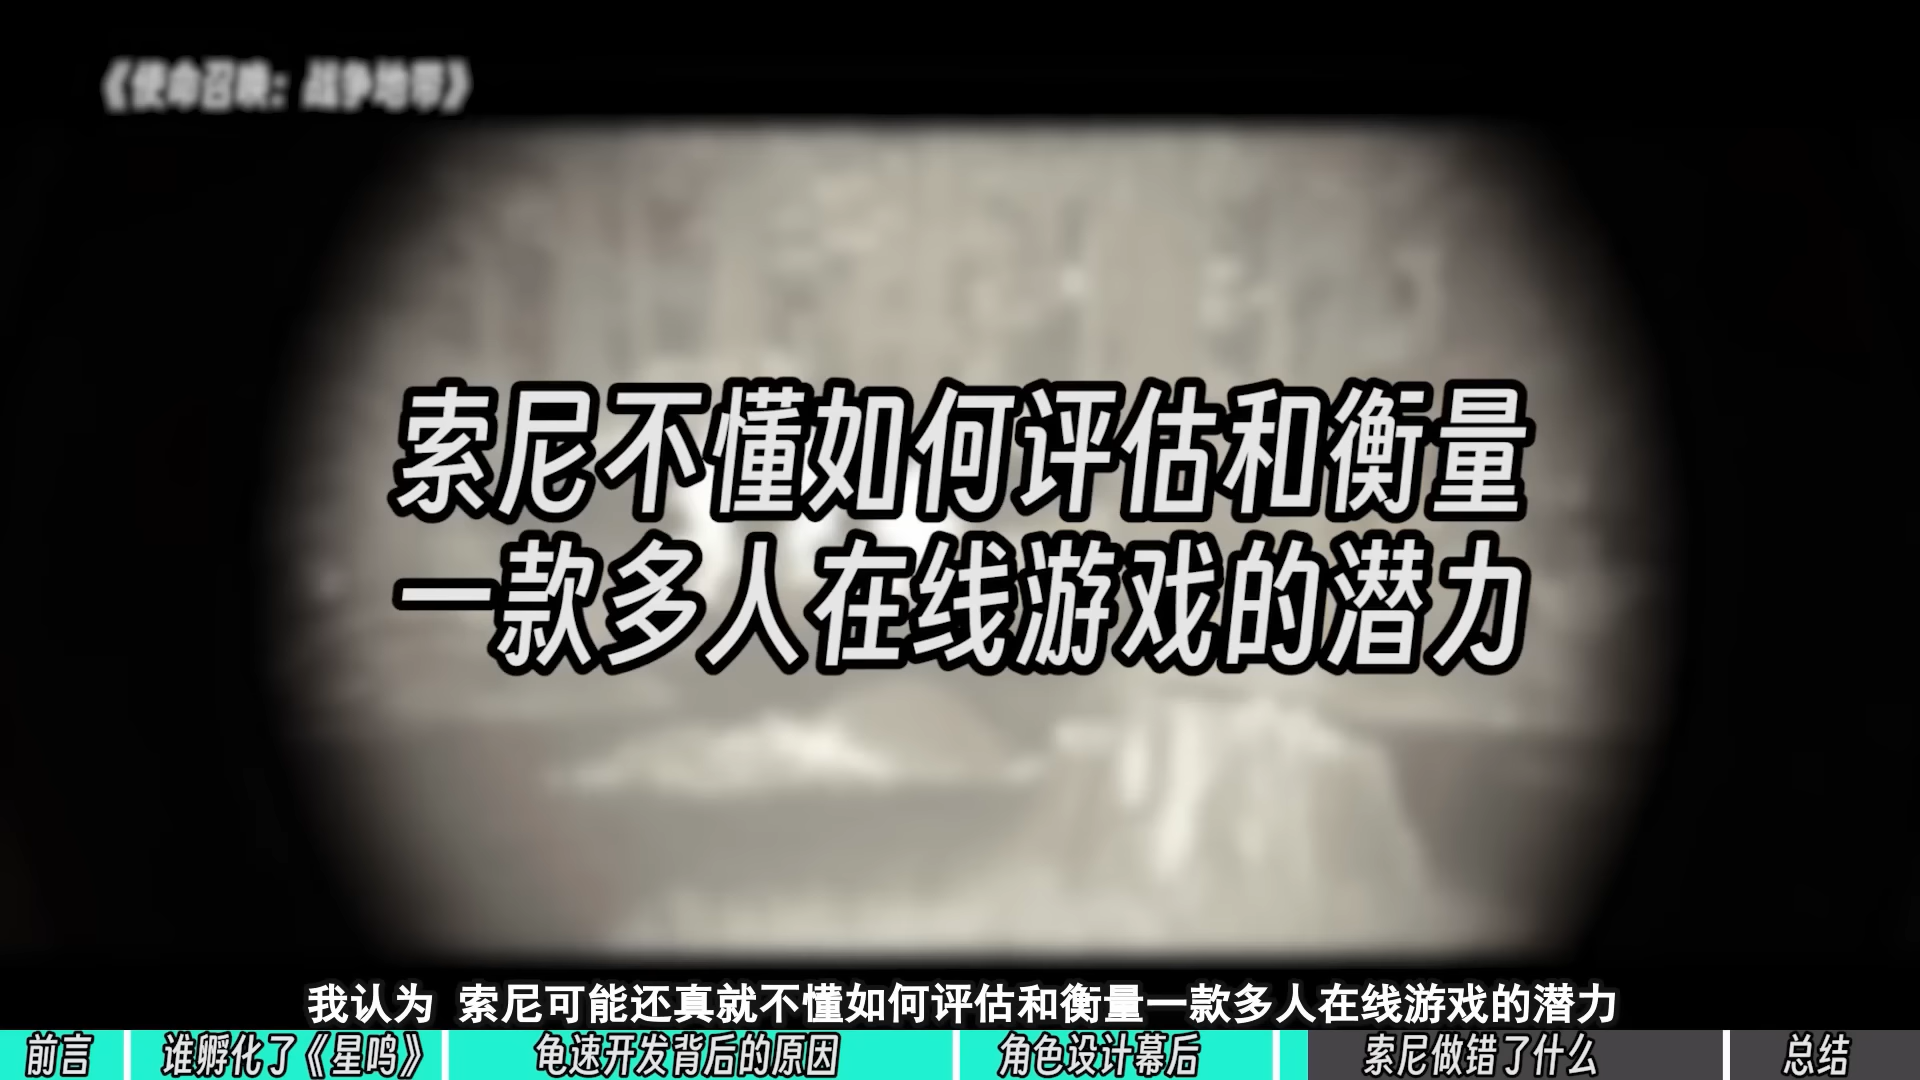 《使命召唤：战争地带》
索尼不懂如何评估和衡量
一款多人在线游戏的潜力
我认为 索尼可能还真就不懂如何评估和衡量一款多人在线游戏的潜力
前言 谁孵化了《星鸣》 龟速开发背后的原因 角色设计幕后 索尼做错了什么 总结